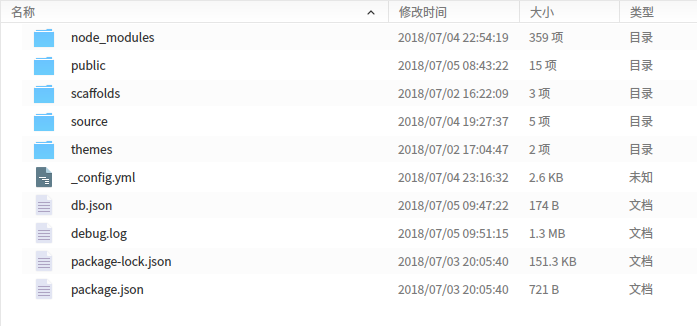 名称 修改时间 大小 类型
node_modules 2018/07/04 22:54:19 359 项 目录
public 2018/07/05 08:43:22 15 项 目录
scaffolds 2018/07/02 16:22:09 3 项 目录
source 2018/07/04 19:27:37 5 项 目录
themes 2018/07/02 17:04:47 2 项 目录
_config.yml 2018/07/04 23:16:32 2.6 KB 未知
db.json 2018/07/05 09:47:22 174 B 文档
debug.log 2018/07/05 09:51:15 1.3 MB 文档
package-lock.json 2018/07/03 20:05:40 151.3 KB 文档
package.json 2018/07/03 20:05:40 721 B 文档